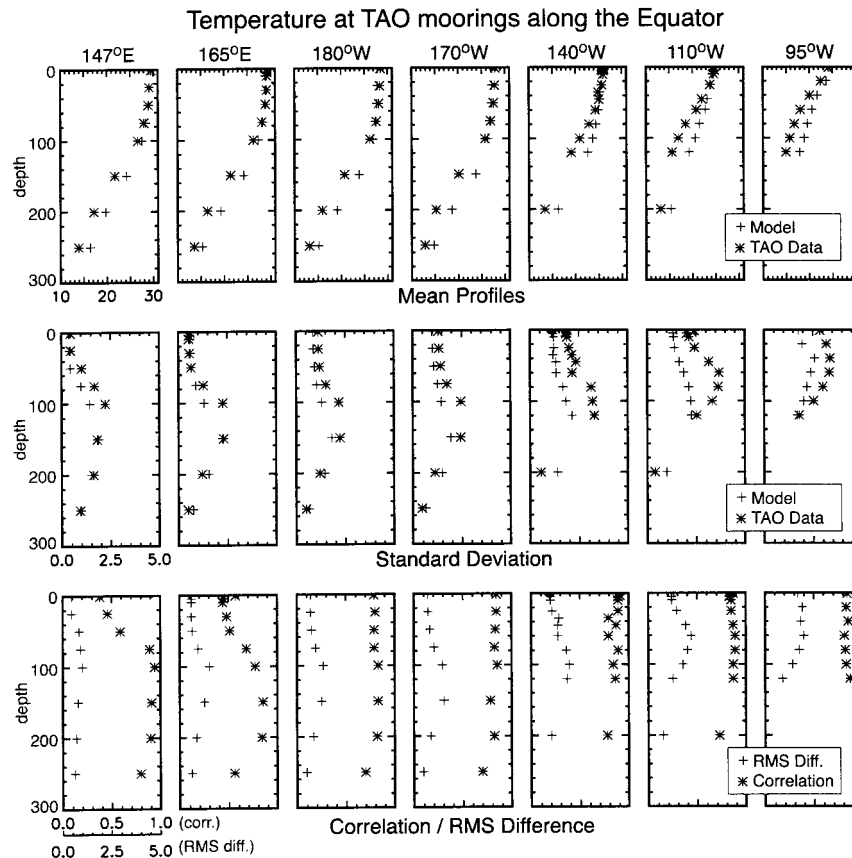 Temperature at TAO moorings along the Equator
147°E 165°E 180°W 170°W 140°W 110°W 95°W
0
100
200
300
depth
10 20 30
+ Model
✳ TAO Data
Mean Profiles
0
100
200
300
depth
0.0 2.5 5.0
+ Model
✳ TAO Data
Standard Deviation
0
100
200
300
depth
+ RMS Diff.
✳ Correlation
0.0 0.5 1.0 (corr.)
0.0 2.5 5.0 (RMS diff.)
Correlation / RMS Difference